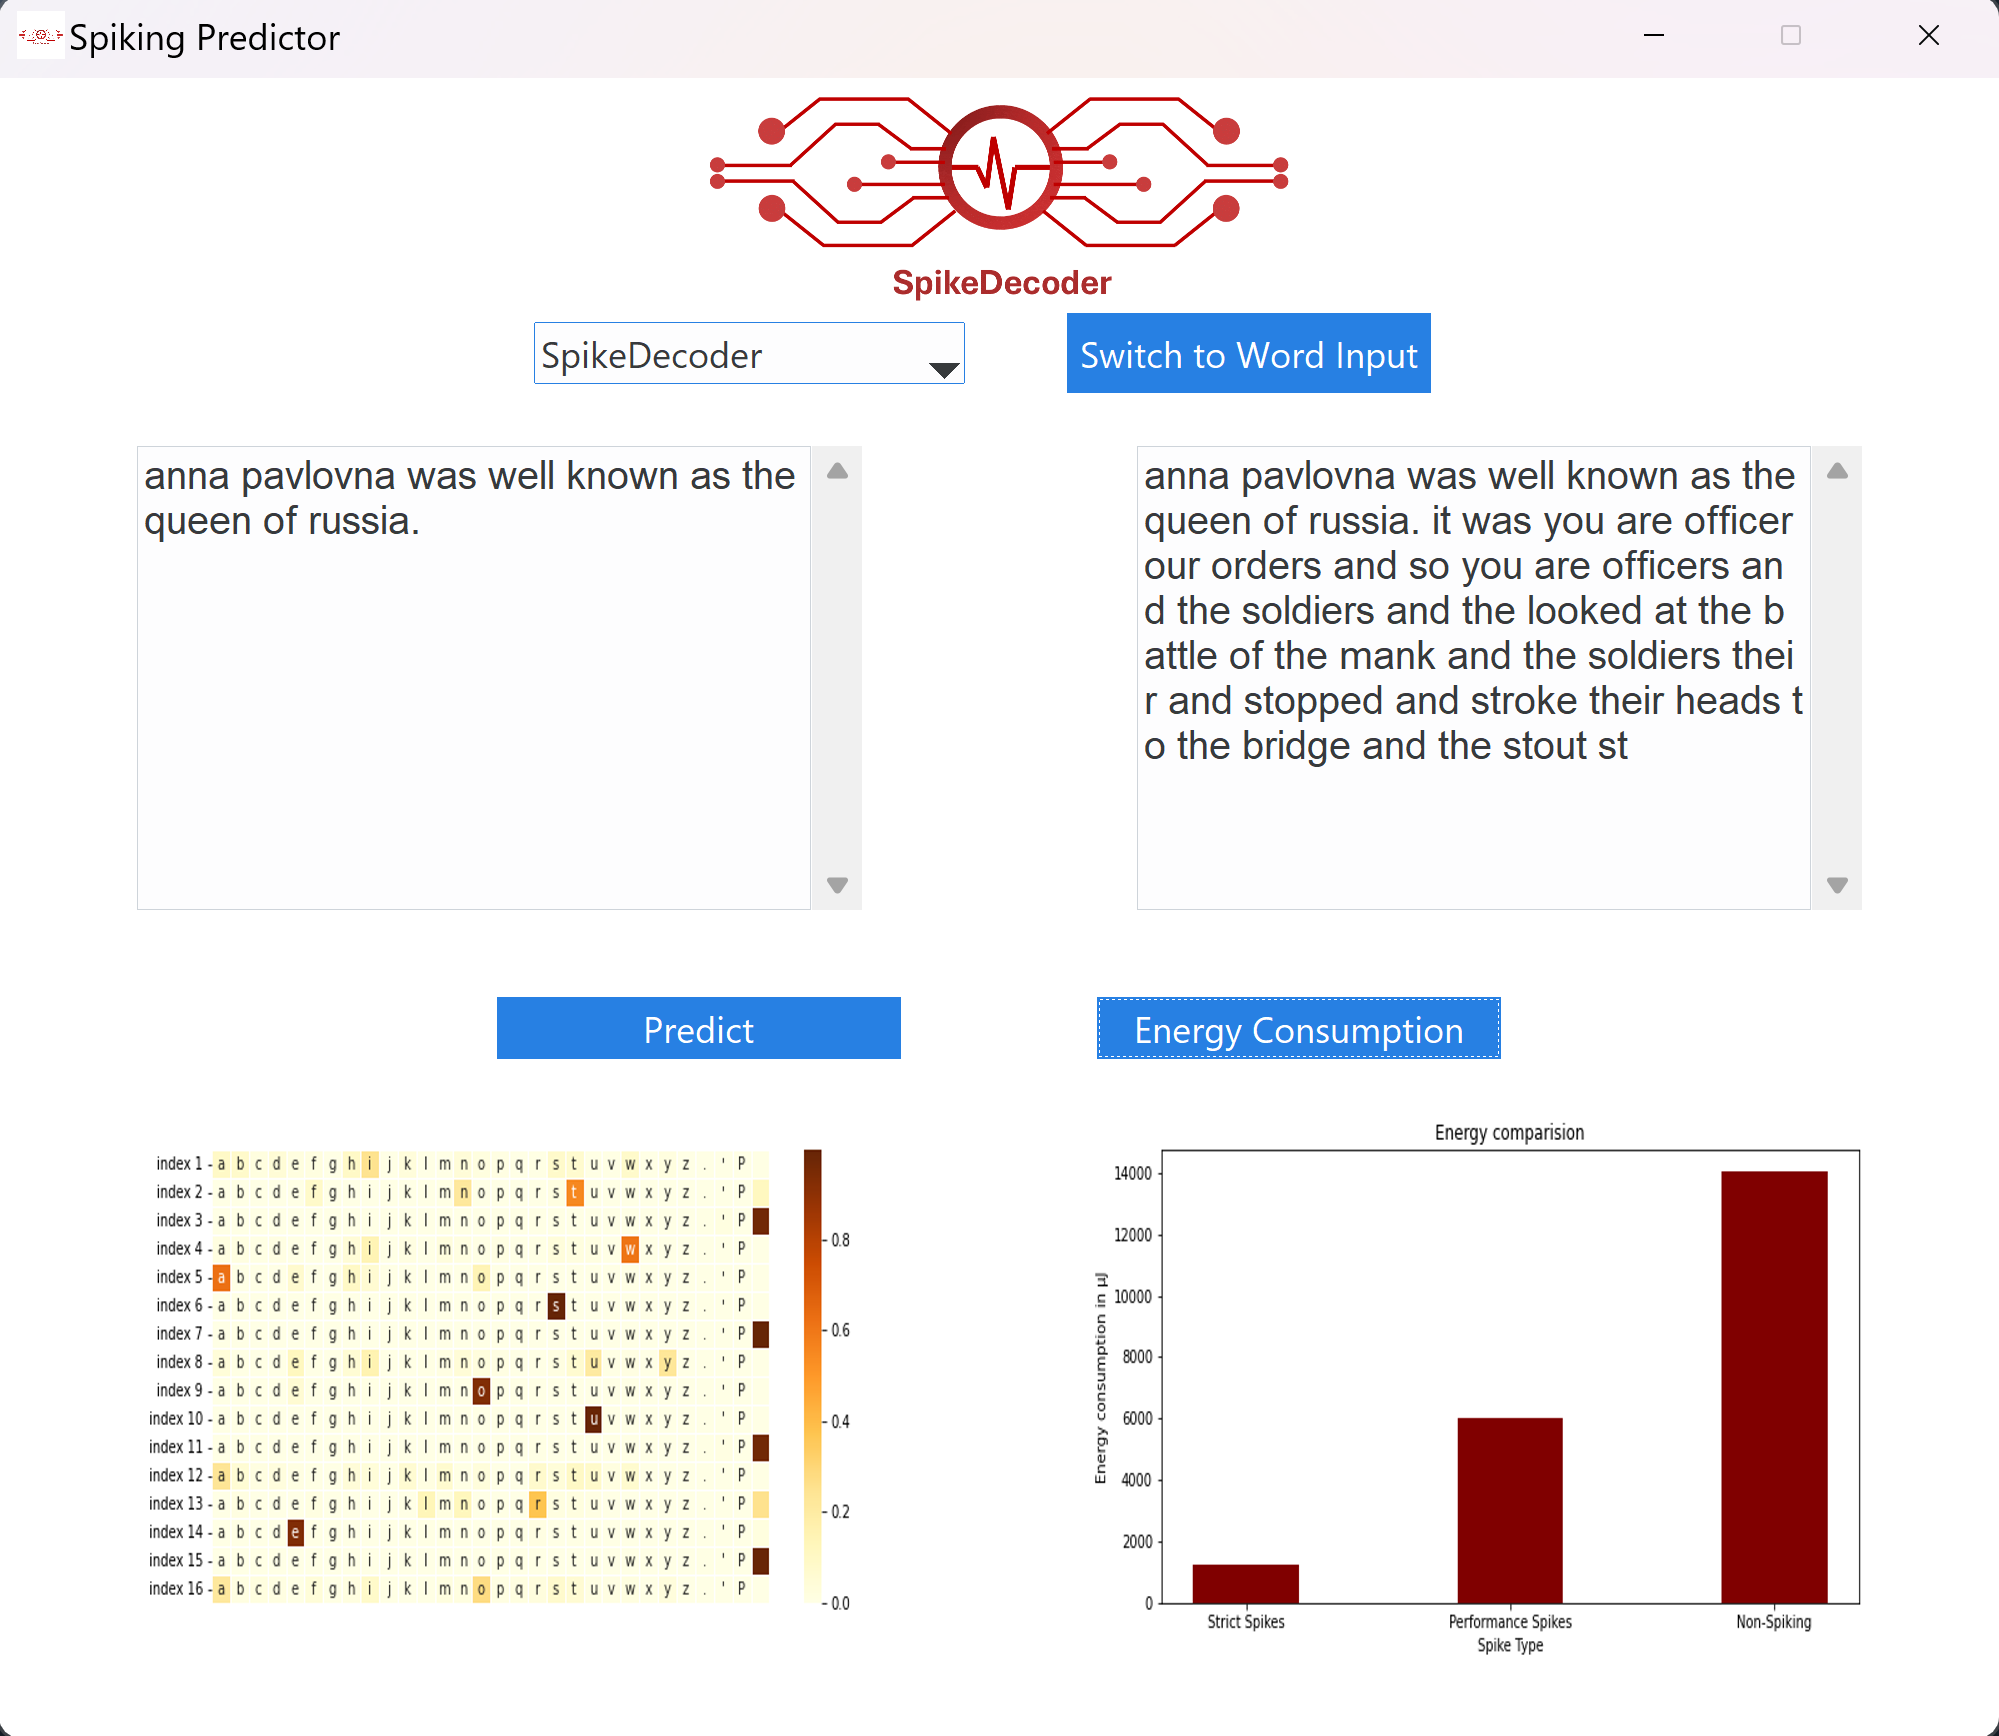 Spiking Predictor
SpikeDecoder
SpikeDecoder
Switch to Word Input
anna pavlovna was well known as the
queen of russia.
anna pavlovna was well known as the
queen of russia. it was you are officer
our orders and so you are officers an
d the soldiers and the looked at the b
attle of the mank and the soldiers thei
r and stopped and stroke their heads t
o the bridge and the stout st
Predict
Energy Consumption
index 1 - a b c d e f g h i j k l m n o p q r s t u v w x y z . ' P
index 2 - a b c d e f g h i j k l m n o p q r s t u v w x y z . ' P
index 3 - a b c d e f g h i j k l m n o p q r s t u v w x y z . ' P
index 4 - a b c d e f g h i j k l m n o p q r s t u v w x y z . ' P
index 5 - a b c d e f g h i j k l m n o p q r s t u v w x y z . ' P
index 6 - a b c d e f g h i j k l m n o p q r s t u v w x y z . ' P
index 7 - a b c d e f g h i j k l m n o p q r s t u v w x y z . ' P
index 8 - a b c d e f g h i j k l m n o p q r s t u v w x y z . ' P
index 9 - a b c d e f g h i j k l m n o p q r s t u v w x y z . ' P
index 10 - a b c d e f g h i j k l m n o p q r s t u v w x y z . ' P
index 11 - a b c d e f g h i j k l m n o p q r s t u v w x y z . ' P
index 12 - a b c d e f g h i j k l m n o p q r s t u v w x y z . ' P
index 13 - a b c d e f g h i j k l m n o p q r s t u v w x y z . ' P
index 14 - a b c d e f g h i j k l m n o p q r s t u v w x y z . ' P
index 15 - a b c d e f g h i j k l m n o p q r s t u v w x y z . ' P
index 16 - a b c d e f g h i j k l m n o p q r s t u v w x y z . ' P
0.8
0.6
0.4
0.2
0.0
Energy comparision
Energy consumption in µJ
14000
12000
10000
8000
6000
4000
2000
0
Strict Spikes
Performance Spikes
Non-Spiking
Spike Type